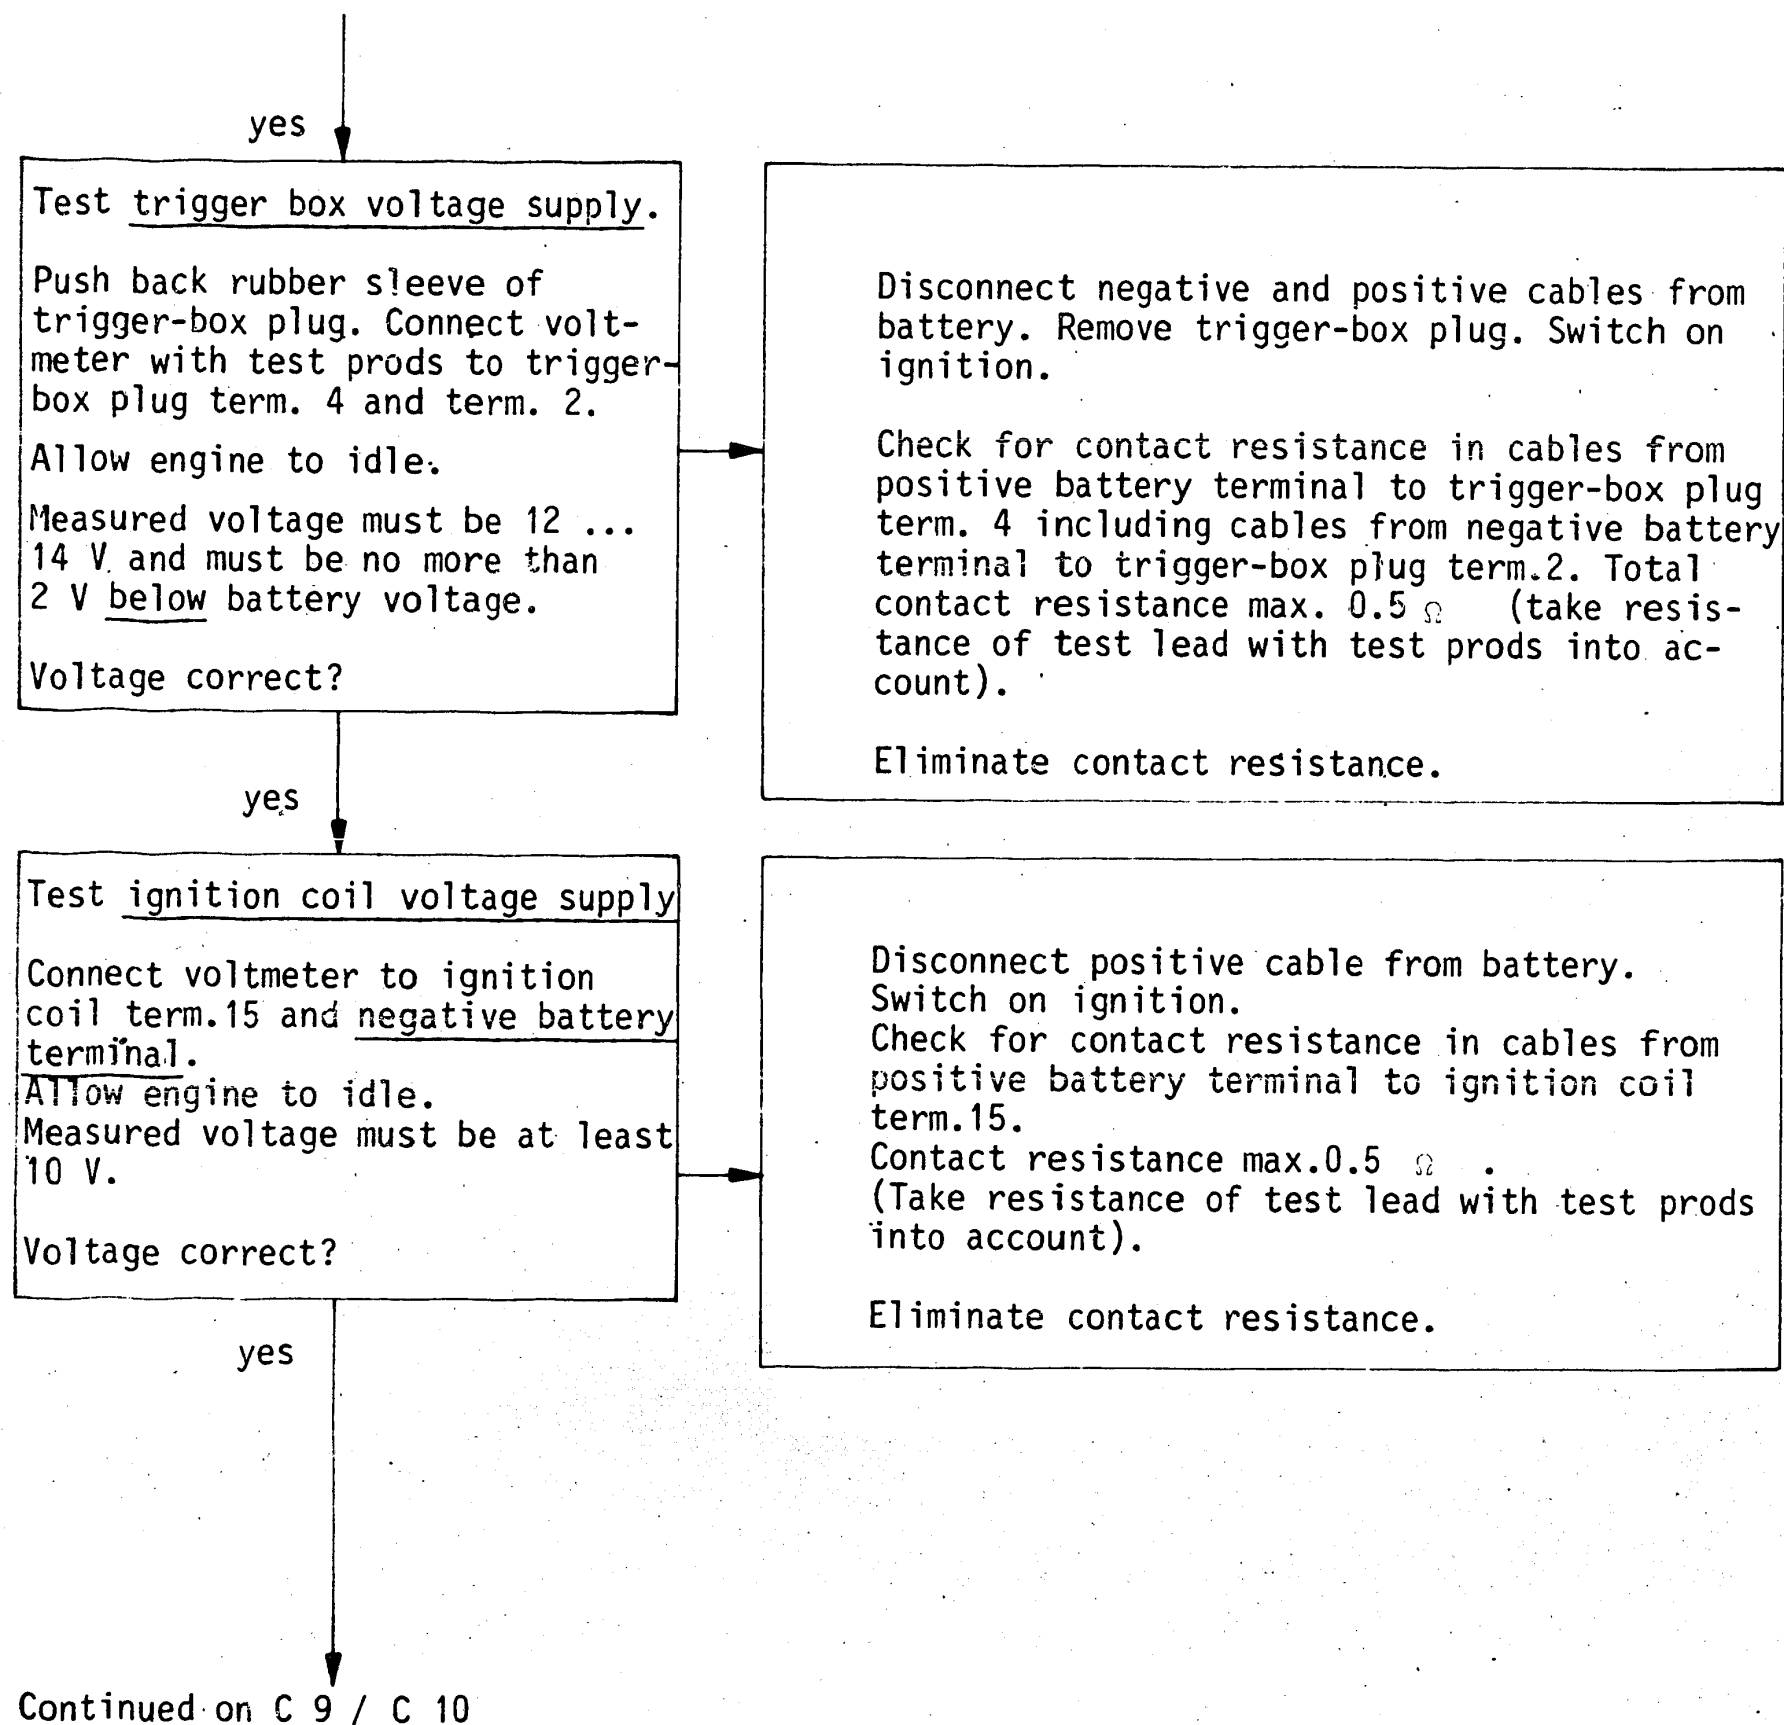 yes
Test trigger box voltage supply.
Push back rubber sleeve of
trigger-box plug. Connect volt-
meter with test prods to trigger-
box plug term. 4 and term. 2.
Allow engine to idle.
Measured voltage must be 12 ...
14 V and must be no more than
2 V below battery voltage.
Voltage correct?
Disconnect negative and positive cables from
battery. Remove trigger-box plug. Switch on
ignition.
Check for contact resistance in cables from
positive battery terminal to trigger-box plug
term. 4 including cables from negative battery
terminal to trigger-box plug term.2. Total
contact resistance max. 0.5 Ω (take resis-
tance of test lead with test prods into ac-
count).
Eliminate contact resistance.
yes
Test ignition coil voltage supply
Connect voltmeter to ignition
coil term.15 and negative battery
terminal.
Allow engine to idle.
Measured voltage must be at least
10 V.
Voltage correct?
Disconnect positive cable from battery.
Switch on ignition.
Check for contact resistance in cables from
positive battery terminal to ignition coil
term.15.
Contact resistance max.0.5 Ω .
(Take resistance of test lead with test prods
into account).
Eliminate contact resistance.
yes
Continued on C 9 / C 10